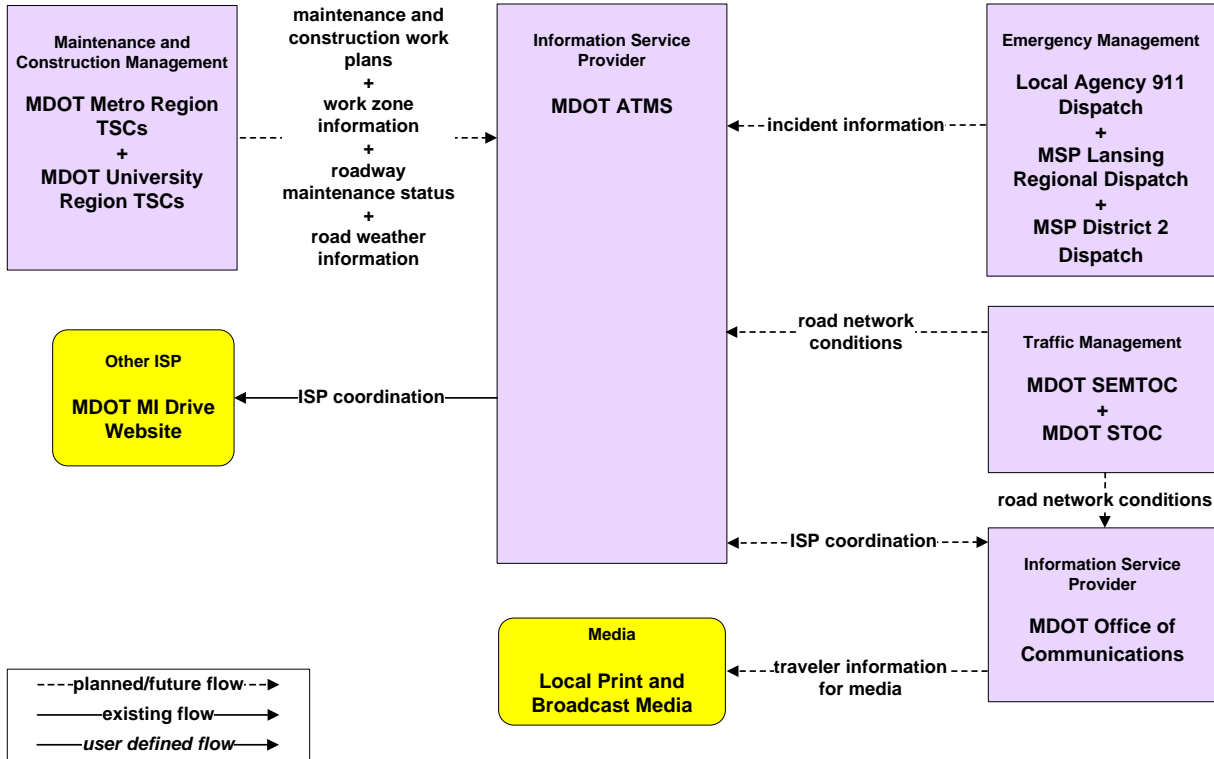 Maintenance and
Construction Management
MDOT Metro Region
TSCs
+
MDOT University
Region TSCs
maintenance and
construction work
plans
+
work zone
information
+
roadway
maintenance status
+
road weather
information
Information Service
Provider
MDOT ATMS
incident information
Emergency Management
Local Agency 911
Dispatch
+
MSP Lansing
Regional Dispatch
+
MSP District 2
Dispatch
road network
conditions
Traffic Management
MDOT SEMTOC
+
MDOT STOC
Other ISP
MDOT MI Drive
Website
ISP coordination
road network conditions
ISP coordination
Information Service
Provider
MDOT Office of
Communications
Media
Local Print and
Broadcast Media
traveler information
for media
planned/future flow
existing flow
user defined flow